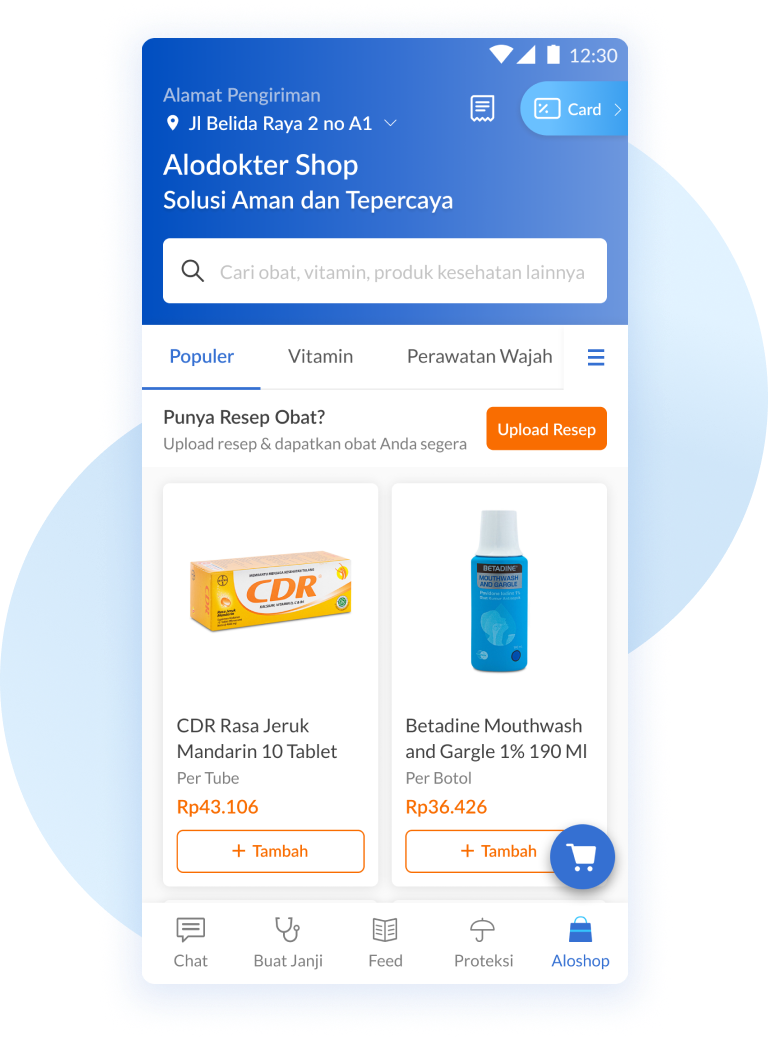 12:30
Alamat Pengiriman
Jl Belida Raya 2 no A1
Card
Alodokter Shop
Solusi Aman dan Tepercaya
Cari obat, vitamin, produk kesehatan lainnya
Populer Vitamin Perawatan Wajah
Punya Resep Obat?
Upload resep & dapatkan obat Anda segera
Upload Resep
CDR
CDR
BETADINE
MOUTHWASH
AND GARGLE
CDR Rasa Jeruk
Mandarin 10 Tablet
Per Tube
Rp43.106
+ Tambah
Betadine Mouthwash
and Gargle 1% 190 Ml
Per Botol
Rp36.426
+ Tambah
Chat Buat Janji Feed Proteksi Aloshop